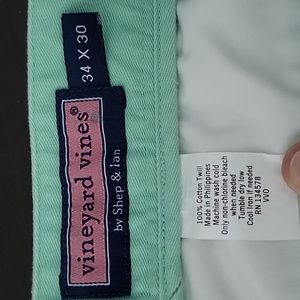 34 X 30
vineyard vines®
by Shep & Ian
100% Cotton Twill
Made in Philippines
Machine wash cold
Only non-chlorine bleach
when needed
Tumble dry low
Cool Iron if needed
RN 134578
VVO